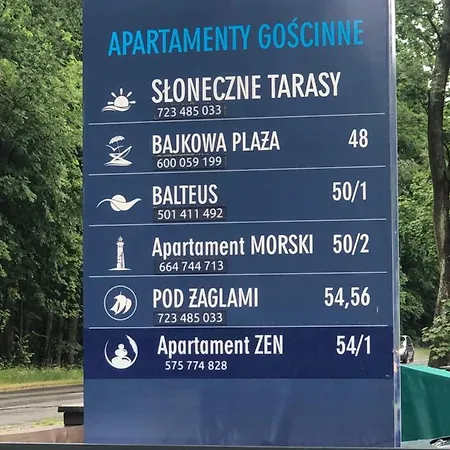 APARTAMENTY GOŚCINNE
SŁONECZNE TARASY
723 485 033
BAJKOWA PLAŻA 48
600 059 199
BALTEUS 50/1
501 411 492
Apartament MORSKI 50/2
664 744 713
POD ŻAGLAMI 54,56
723 485 033
Apartament ZEN 54/1
575 774 828